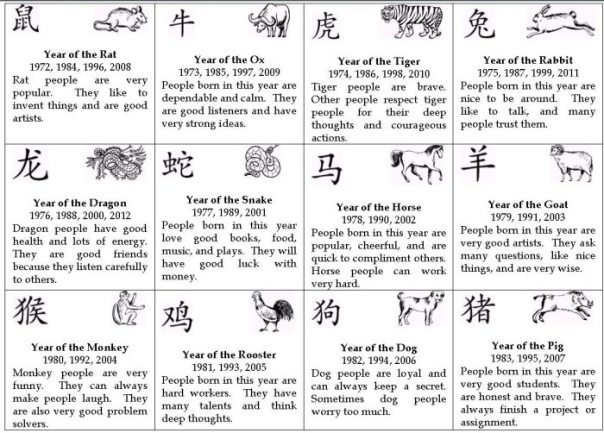 鼠
Year of the Rat
1972, 1984, 1996, 2008
Rat people are very
popular. They like to
invent things and are good
artists.
牛
Year of the Ox
1973, 1985, 1997, 2009
People born in this year are
dependable and calm. They
are good listeners and have
very strong ideas.
虎
Year of the Tiger
1974, 1986, 1998, 2010
Tiger people are brave.
Other people respect tiger
people for their deep
thoughts and courageous
actions.
兔
Year of the Rabbit
1975, 1987, 1999, 2011
People born in this year are
nice to be around. They
like to talk, and many
people trust them.
龙
Year of the Dragon
1976, 1988, 2000, 2012
Dragon people have good
health and lots of energy.
They are good friends
because they listen carefully
to others.
蛇
Year of the Snake
1977, 1989, 2001
People born in this year
love good books, food,
music, and plays. They will
have good luck with
money.
马
Year of the Horse
1978, 1990, 2002
People born in this year are
popular, cheerful, and are
quick to compliment others.
Horse people can work
very hard.
羊
Year of the Goat
1979, 1991, 2003
People born in this year are
very good artists. They ask
many questions, like nice
things, and are very wise.
猴
Year of the Monkey
1980, 1992, 2004
Monkey people are very
funny. They can always
make people laugh. They
are also very good problem
solvers.
鸡
Year of the Rooster
1981, 1993, 2005
People born in this year are
hard workers. They have
many talents and think
deep thoughts.
狗
Year of the Dog
1982, 1994, 2006
Dog people are loyal and
can always keep a secret.
Sometimes dog people
worry too much.
猪
Year of the Pig
1983, 1995, 2007
People born in this year are
very good students. They
are honest and brave. They
always finish a project or
assignment.